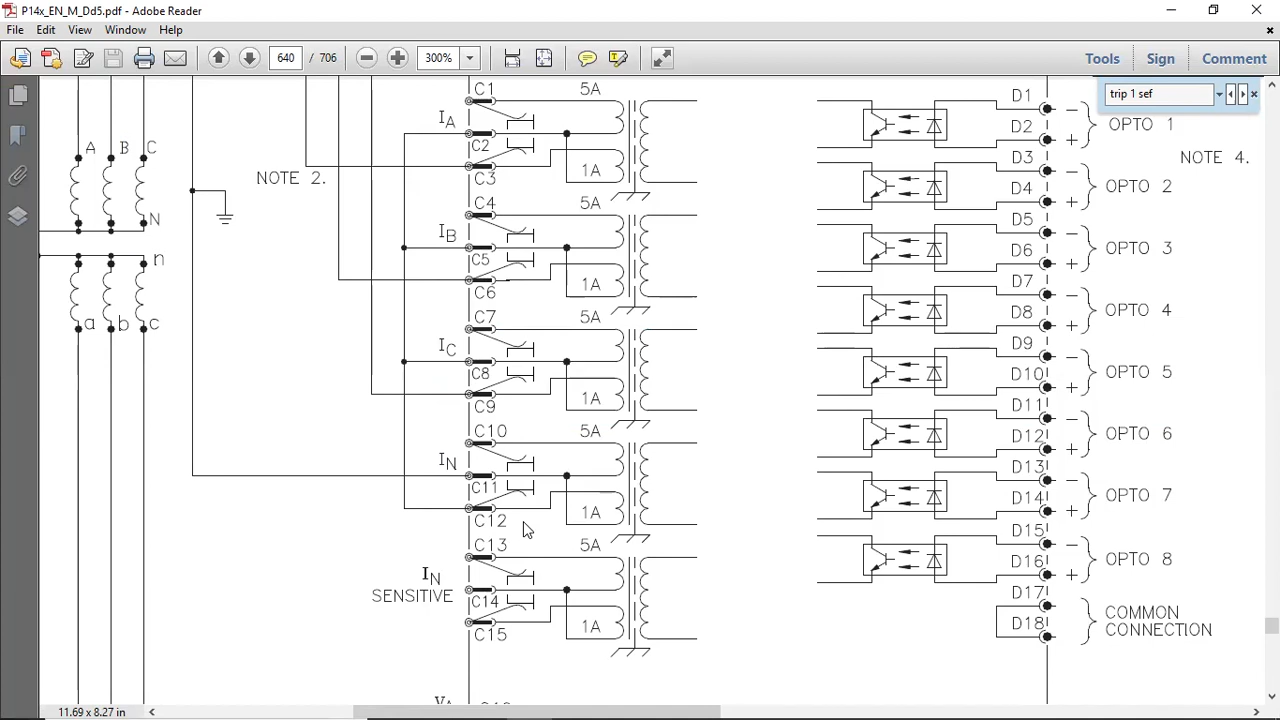 P14x_EN_M_Dd5.pdf - Adobe Reader
File Edit View Window Help
640 / 706 300% Tools Sign Comment
trip 1 sef
A B C
N
n
a b c
NOTE 2.
C1 5A
IA
C2
C3 1A
C4 5A
IB
C5
C6 1A
C7 5A
IC
C8
C9 1A
C10 5A
IN
C11
C12 1A
C13 5A
IN
SENSITIVE
C14
C15 1A
D1 −
OPTO 1
D2 +
NOTE 4.
D3 −
OPTO 2
D4 +
D5 −
OPTO 3
D6 +
D7 −
OPTO 4
D8 +
D9 −
OPTO 5
D10 +
D11 −
OPTO 6
D12 +
D13 −
OPTO 7
D14 +
D15 −
OPTO 8
D16 +
D17
COMMON
CONNECTION
D18
11.69 x 8.27 in